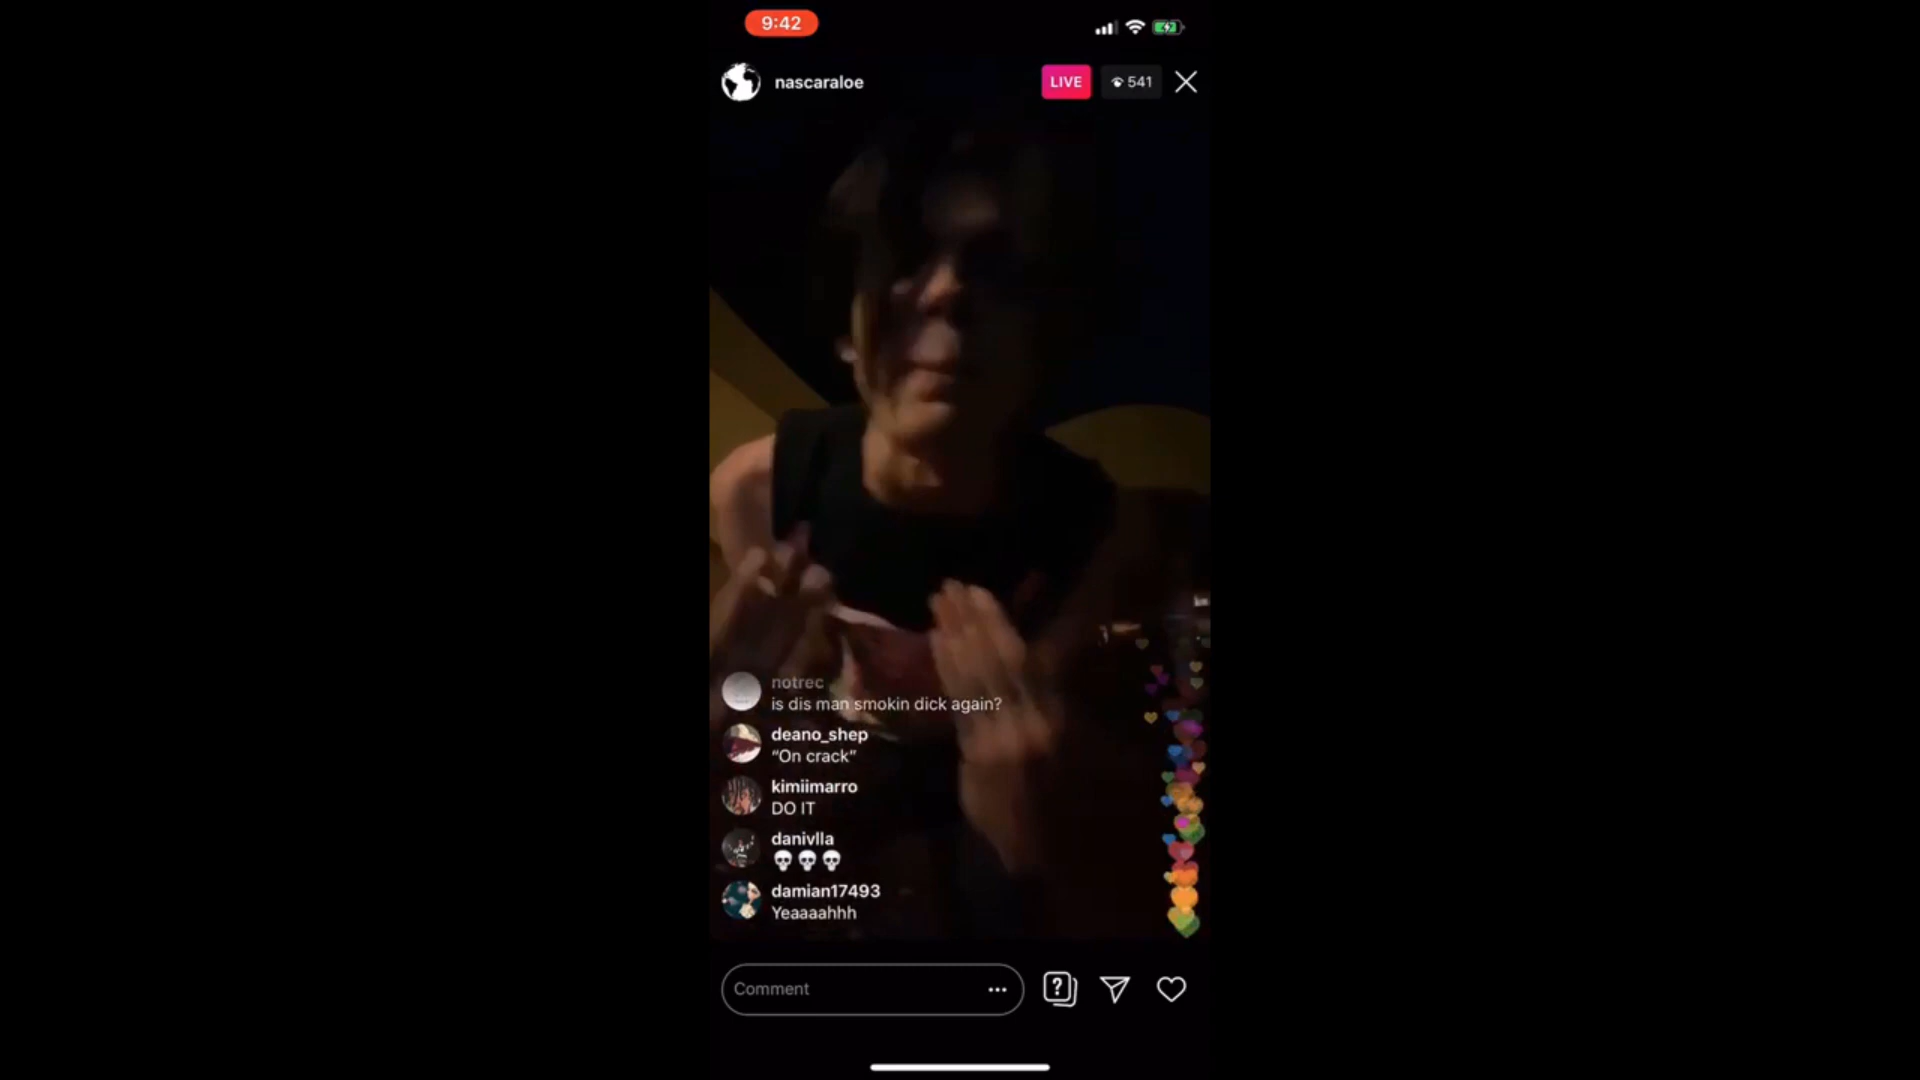 9:42
nascaraloe
LIVE
541
notrec
is dis man smokin dick again?
deano_shep
“On crack”
kimiimarro
DO IT
danivlla
💀💀💀
damian17493
Yeaaaahhh
Comment